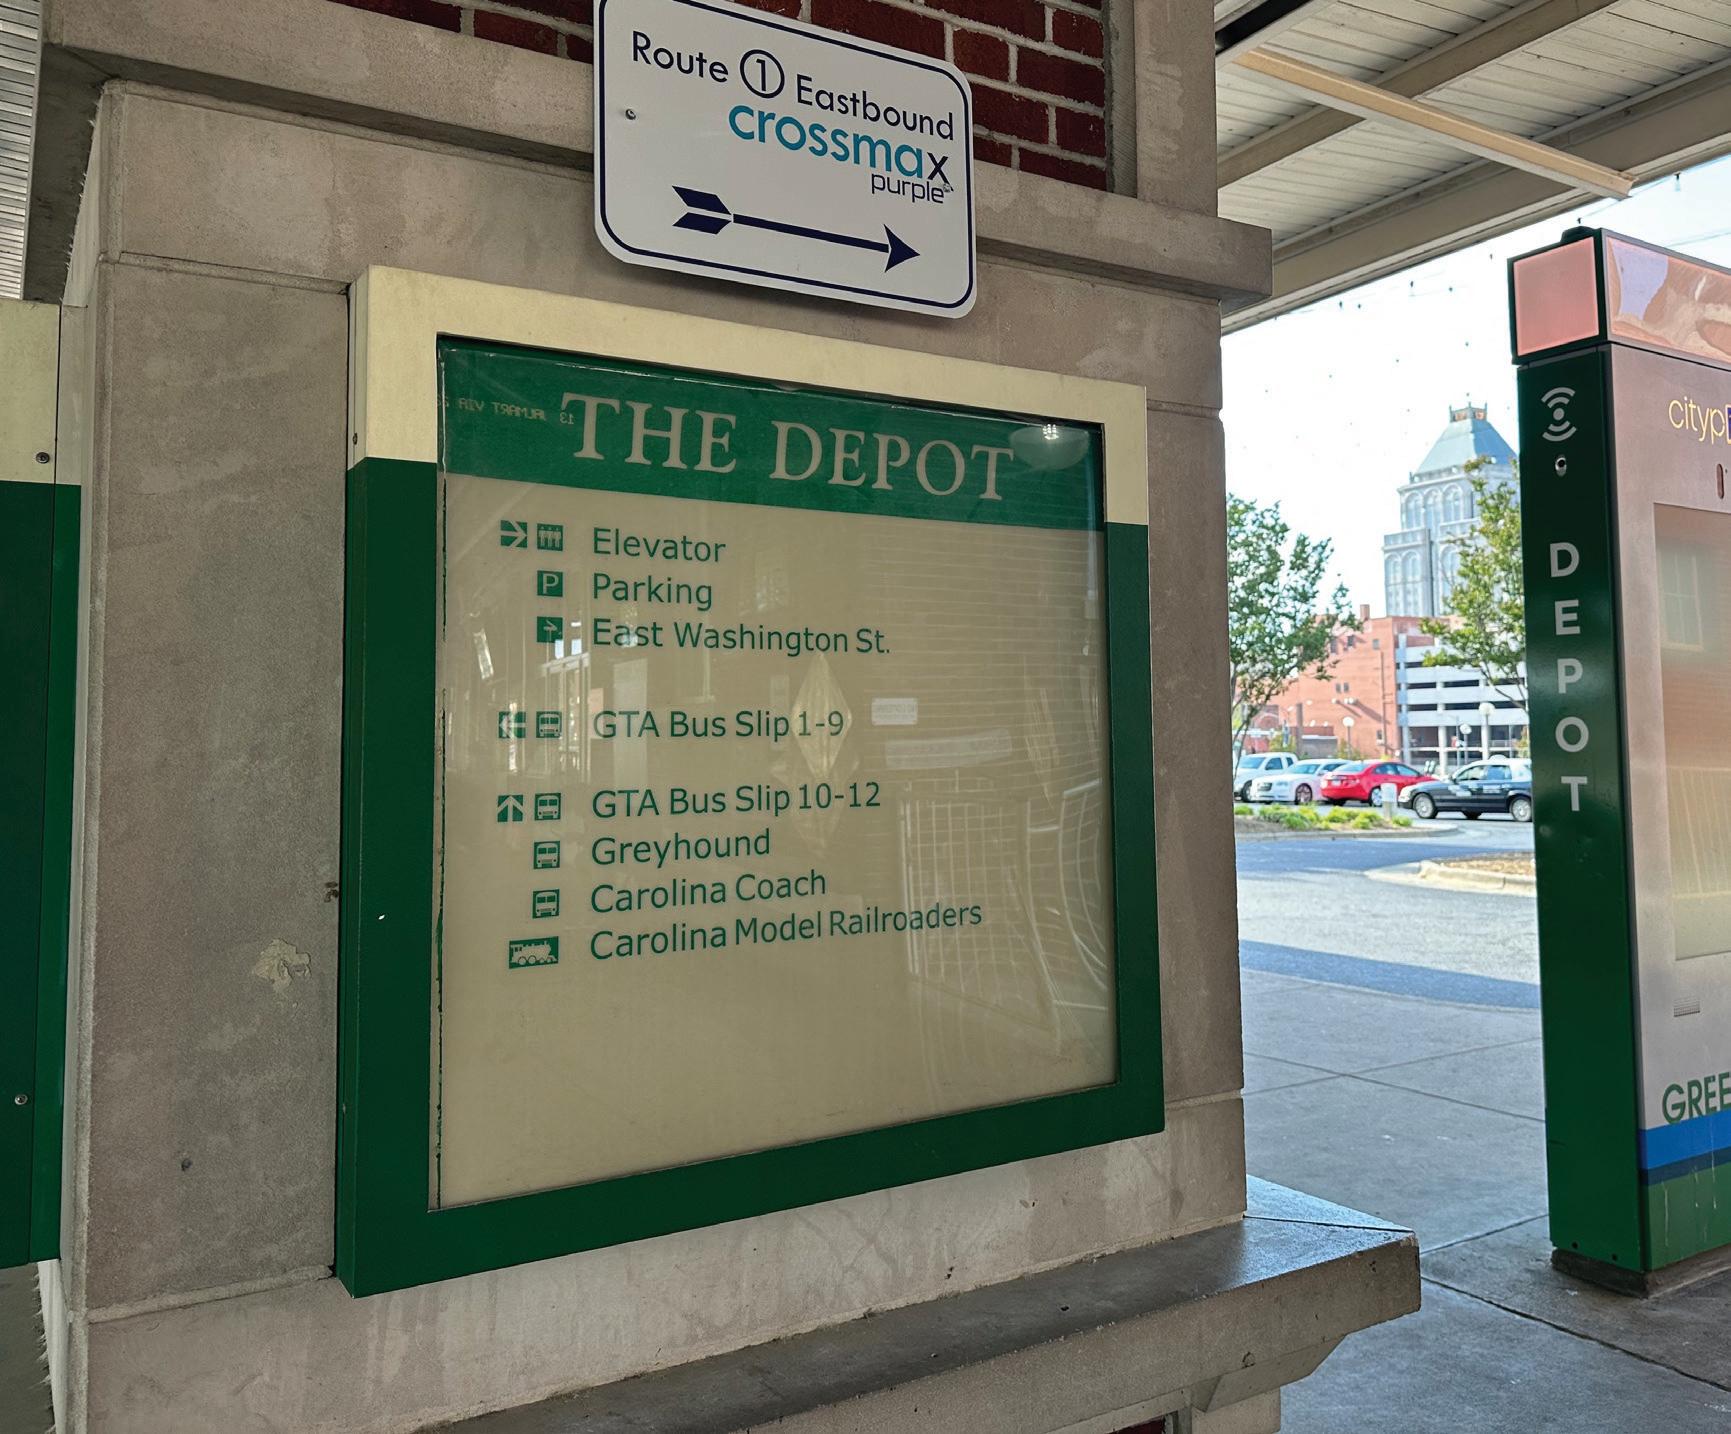 Route 1 Eastbound
crossmax
purple
THE DEPOT
Elevator
P Parking
East Washington St.
GTA Bus Slip 1-9
GTA Bus Slip 10-12
Greyhound
Carolina Coach
Carolina Model Railroaders
DEPOT